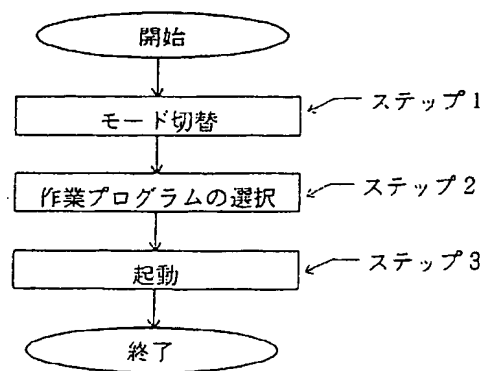 開始
モード切替
ステップ1
作業プログラムの選択
ステップ2
起動
ステップ3
終了